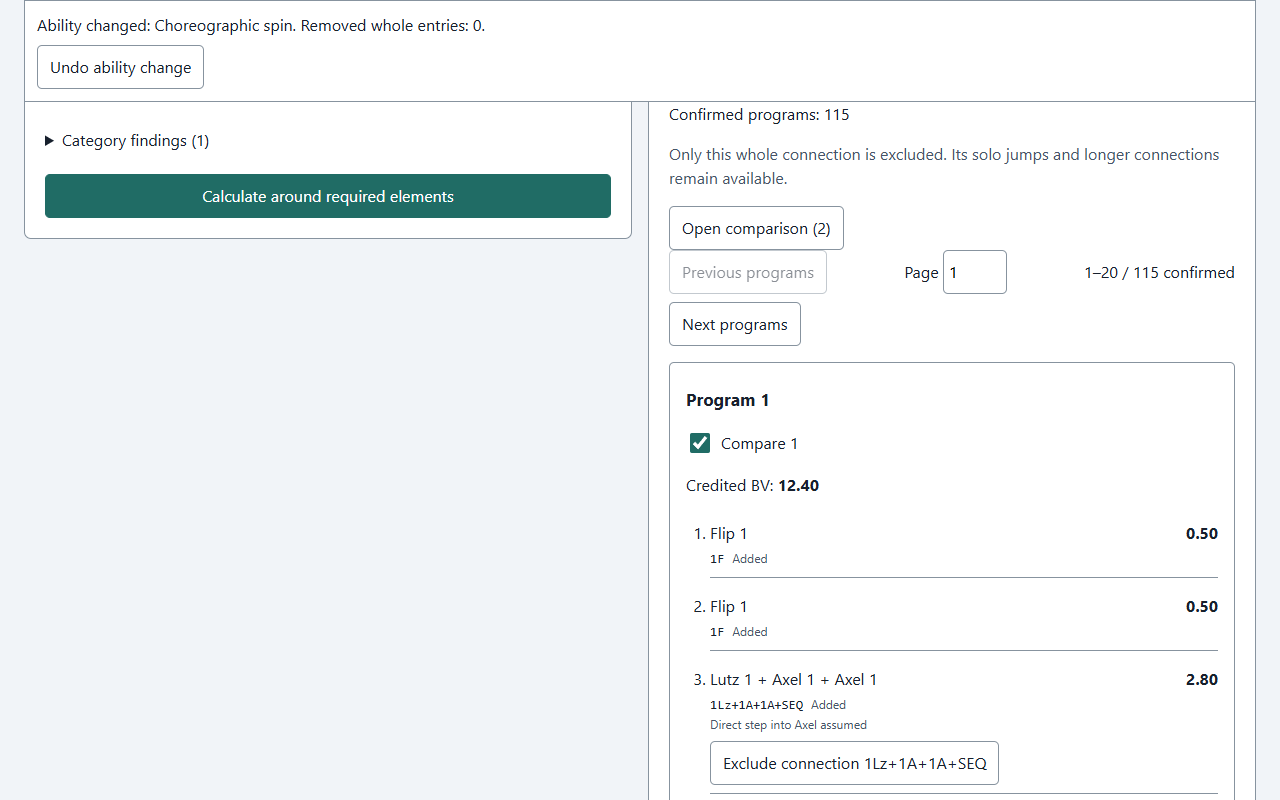 Ability changed: Choreographic spin. Removed whole entries: 0.
Undo ability change
Category findings (1)
Calculate around required elements
Confirmed programs: 115
Only this whole connection is excluded. Its solo jumps and longer connections
remain available.
Open comparison (2)
Previous programs
Page 1
1–20 / 115 confirmed
Next programs
Program 1
Compare 1
Credited BV: 12.40
1. Flip 1 0.50
1F Added
2. Flip 1 0.50
1F Added
3. Lutz 1 + Axel 1 + Axel 1 2.80
1Lz+1A+1A+SEQ Added
Direct step into Axel assumed
Exclude connection 1Lz+1A+1A+SEQ